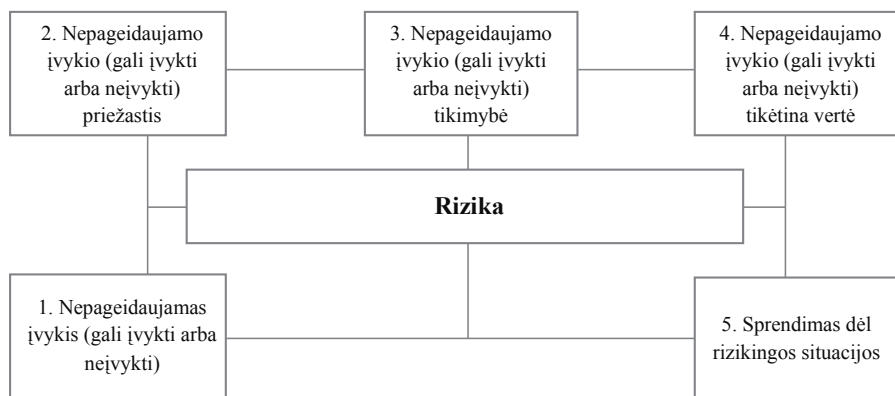 2. Nepageidaujamo
įvykio (gali įvykti
arba neįvykti)
priežastis
3. Nepageidaujamo
įvykio (gali įvykti
arba neįvykti)
tikimybė
4. Nepageidaujamo
įvykio (gali įvykti
arba neįvykti)
tikėtina vertė
Rizika
1. Nepageidaujamas
įvykis (gali įvykti arba
neįvykti)
5. Sprendimas dėl
rizikingos situacijos